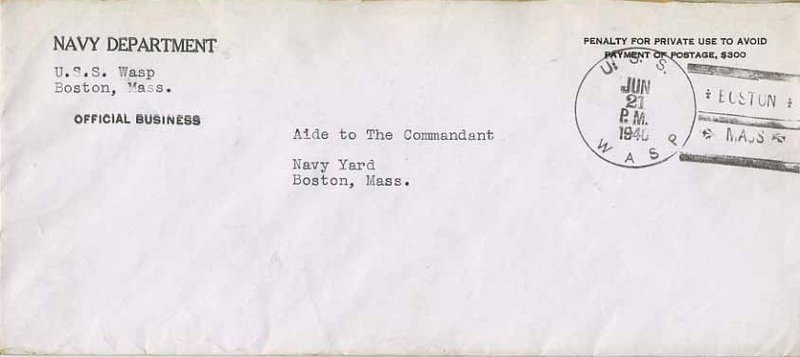 NAVY DEPARTMENT
U.S.S. Wasp
Boston, Mass.
OFFICIAL BUSINESS
PENALTY FOR PRIVATE USE TO AVOID
PAYMENT OF POSTAGE, $300
U. S. S.
JUN
21
P.M.
1940
WASP
BOSTON
MASS
Aide to The Commandant
Navy Yard
Boston, Mass.